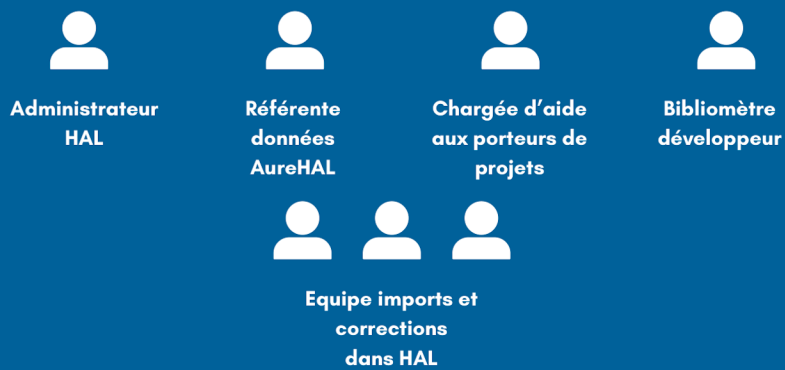 Administrateur
HAL
Référente
données
AureHAL
Chargée d'aide
aux porteurs de
projets
Bibliomètre
développeur
Equipe imports et
corrections
dans HAL